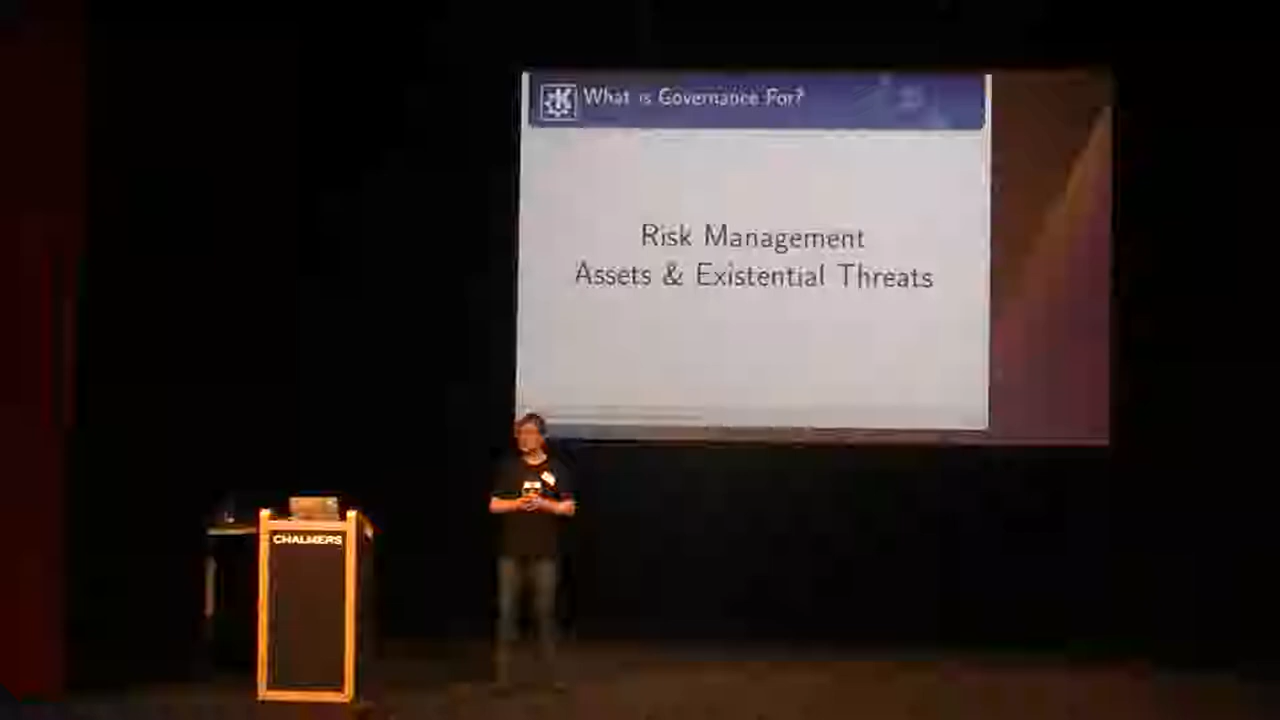 What is Governance For?
Risk Management
Assets & Existential Threats
CHALMERS